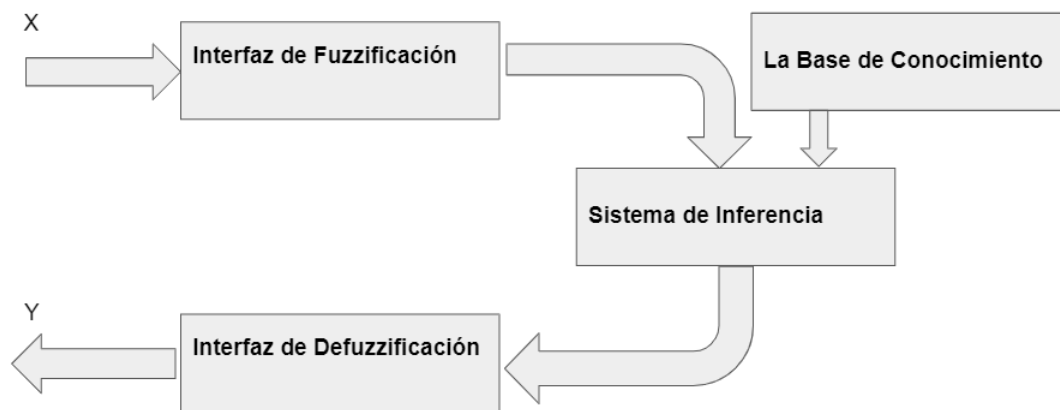 X
Interfaz de Fuzzificación
La Base de Conocimiento
Sistema de Inferencia
Y
Interfaz de Defuzzificación